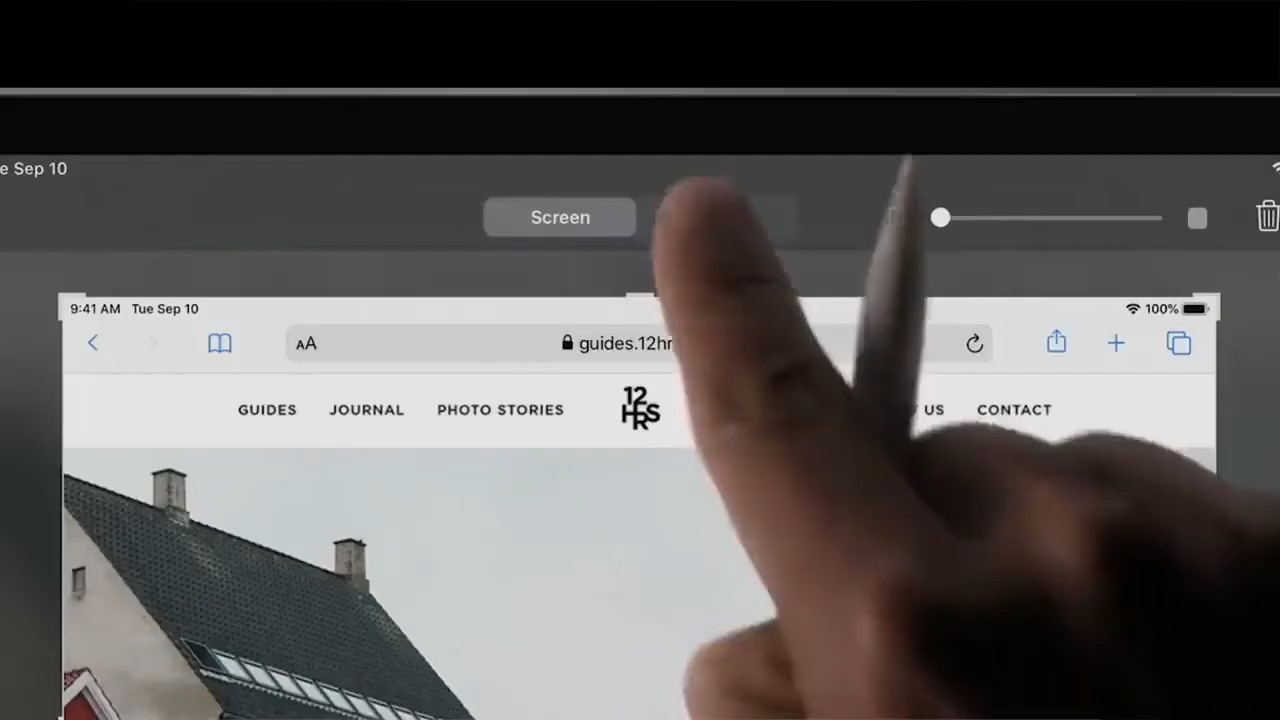 e Sep 10
Screen
9:41 AM Tue Sep 10
100%
AA
guides.12hr
GUIDES JOURNAL PHOTO STORIES
12
HRS
US CONTACT